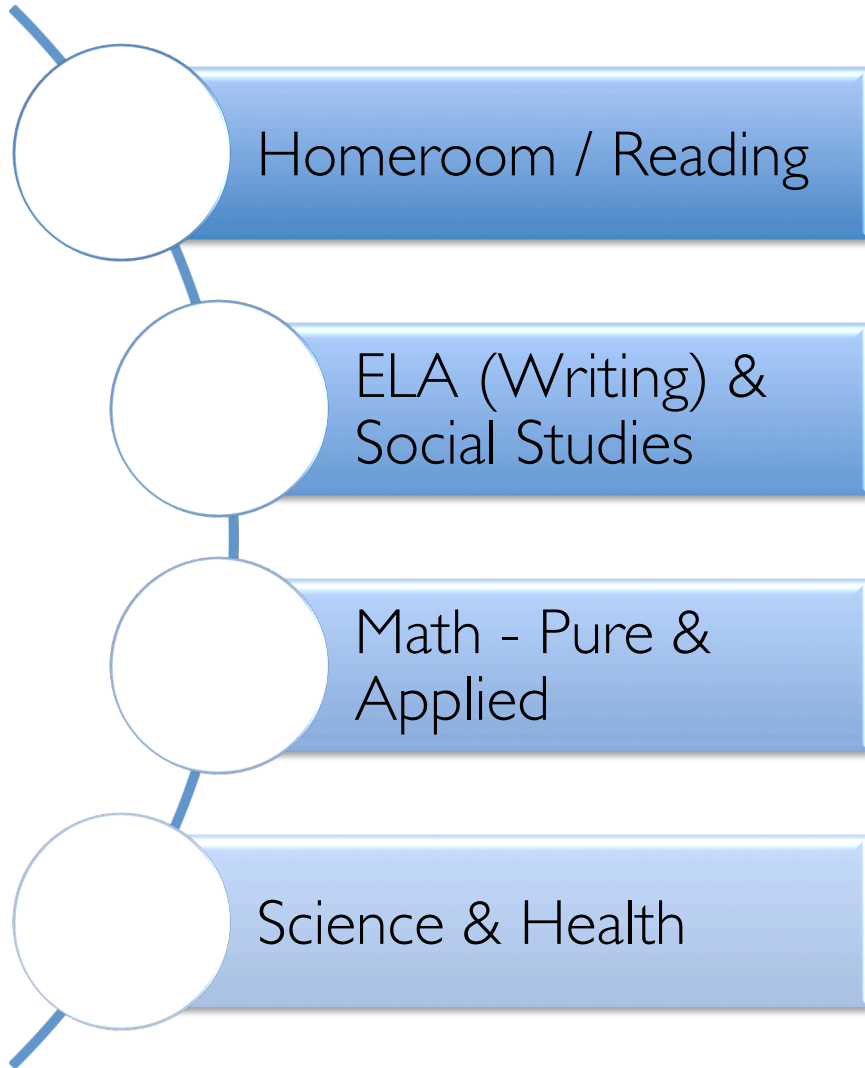 Homeroom / Reading
ELA (Writing) &
Social Studies
Math - Pure &
Applied
Science & Health